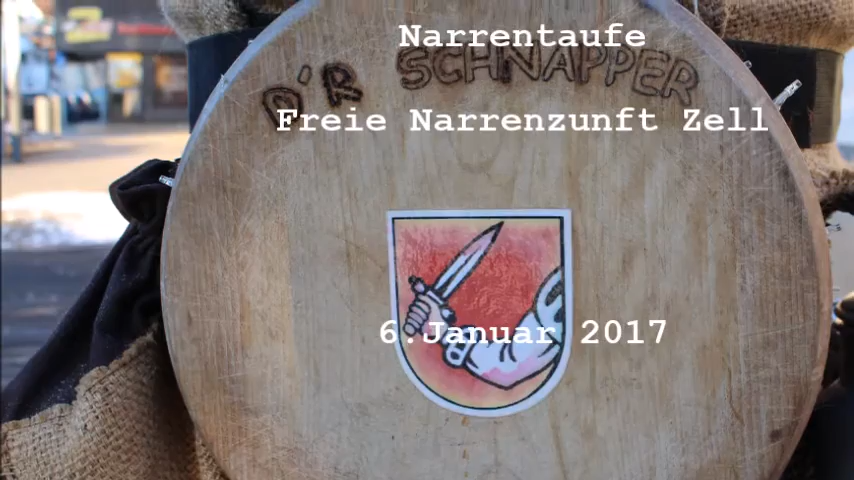 Narrentaufe
D'R SCHNAPPER
Freie Narrenzunft Zell
6.Januar 2017